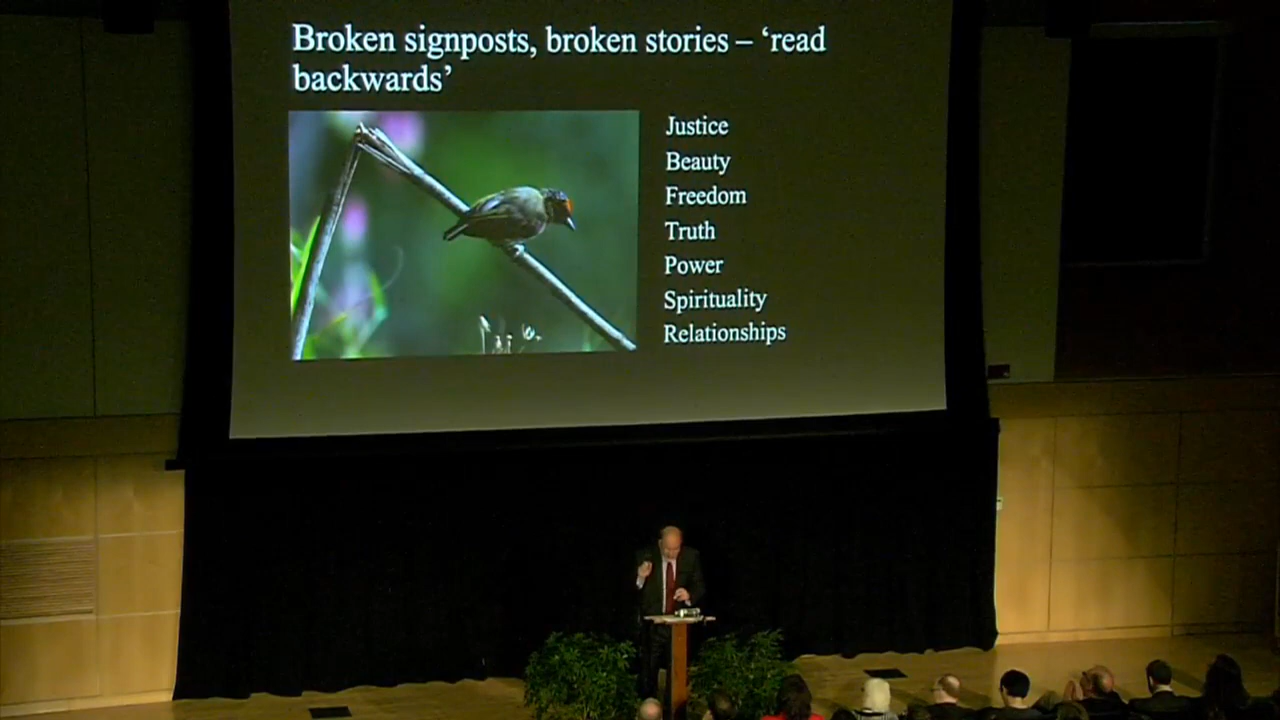 Broken signposts, broken stories – ‘read
backwards’
Justice
Beauty
Freedom
Truth
Power
Spirituality
Relationships